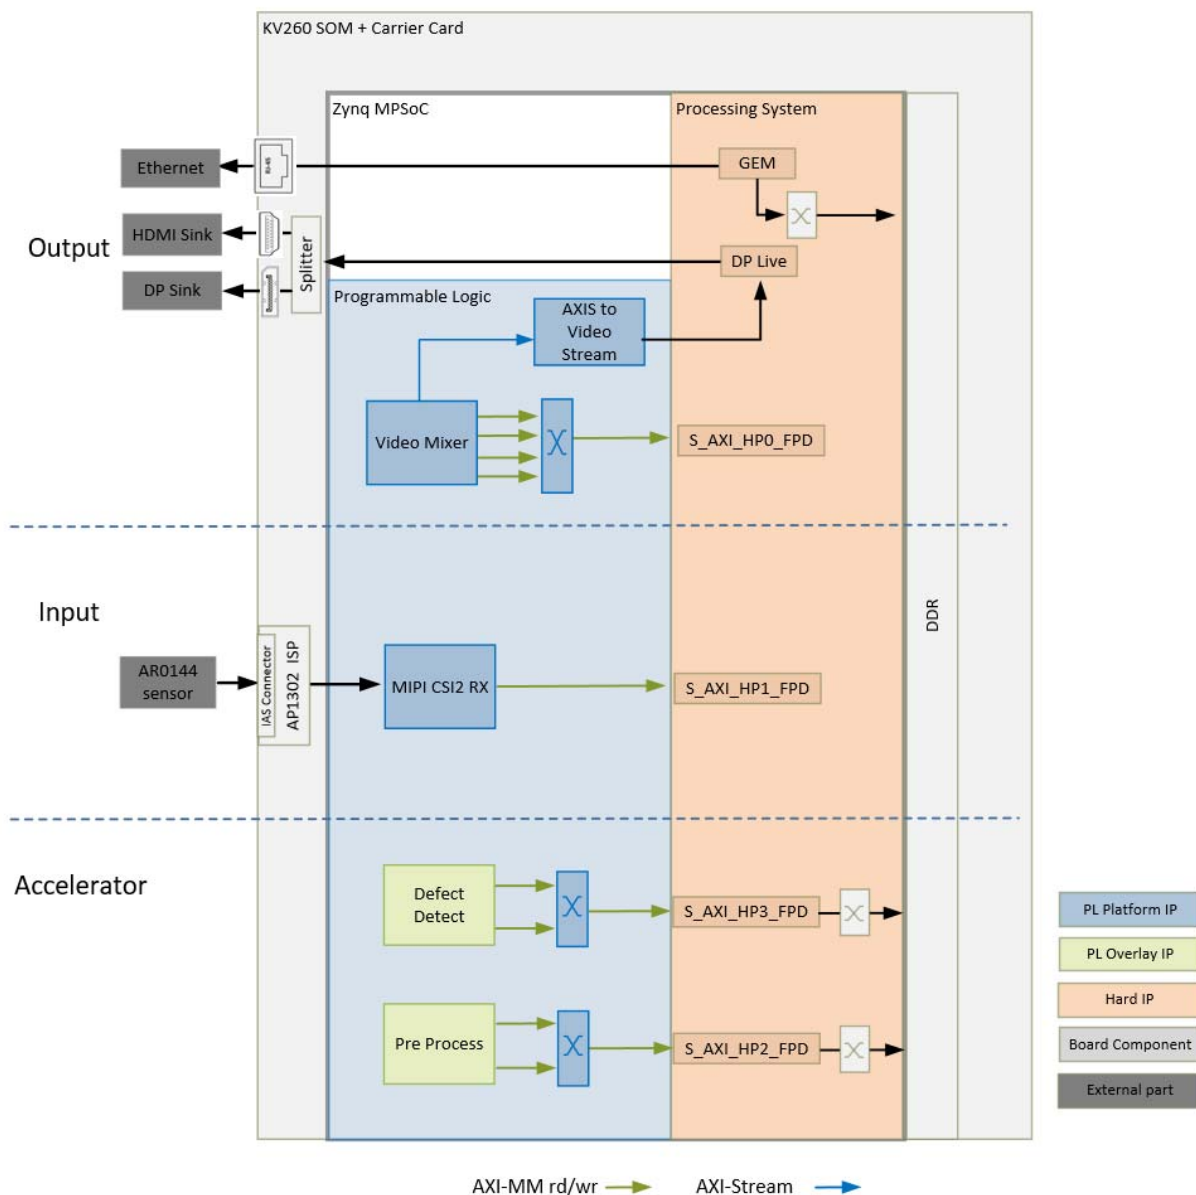 KV260 SOM + Carrier Card
Zynq MPSoC
Processing System
Ethernet
RJ-45
GEM
Output
HDMI Sink
DP Sink
Splitter
DP Live
Programmable Logic
AXIS to
Video
Stream
Video Mixer
S_AXI_HP0_FPD
Input
AR0144
sensor
IAS Connector
AP1302 ISP
MIPI CSI2 RX
S_AXI_HP1_FPD
DDR
Accelerator
Defect
Detect
S_AXI_HP3_FPD
Pre Process
S_AXI_HP2_FPD
PL Platform IP
PL Overlay IP
Hard IP
Board Component
External part
AXI-MM rd/wr
AXI-Stream